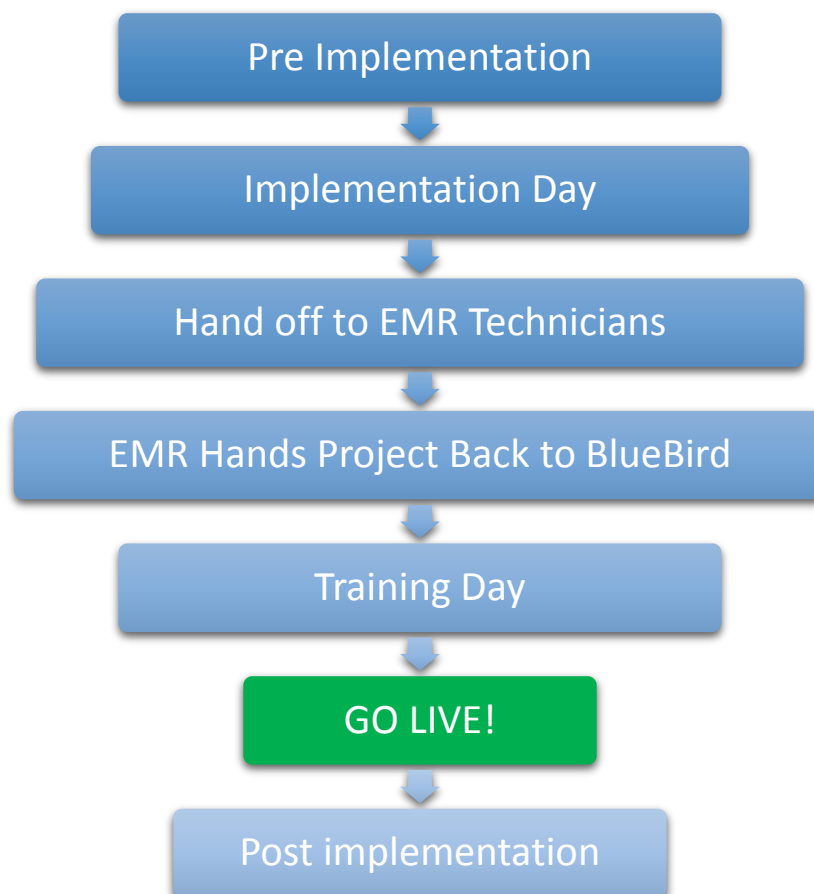 Pre Implementation
Implementation Day
Hand off to EMR Technicians
EMR Hands Project Back to BlueBird
Training Day
GO LIVE!
Post implementation